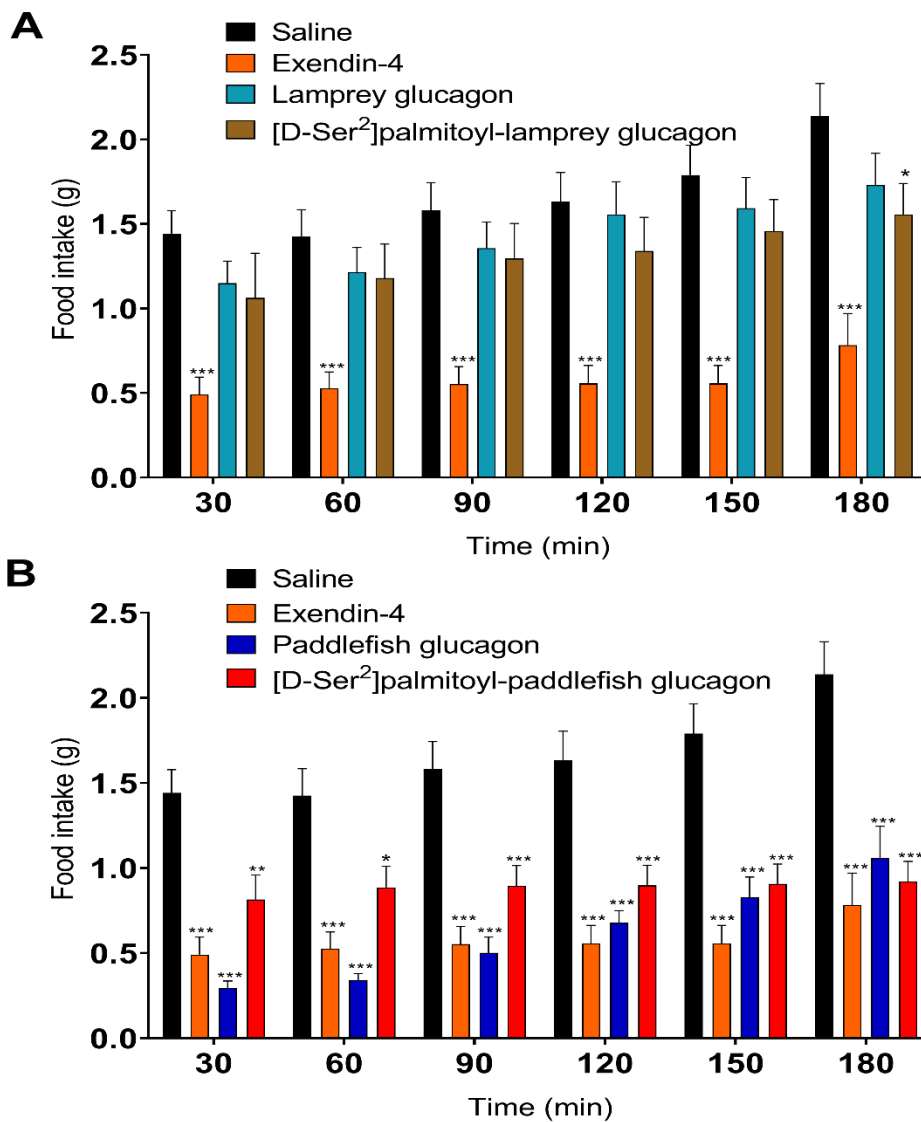 A
Saline
Exendin-4
Lamprey glucagon
[D-Ser²]palmitoyl-lamprey glucagon
2.5
2.0
1.5
1.0
0.5
0.0
Food intake (g)
*** *** *** *** *** *** *
30 60 90 120 150 180
Time (min)
B
Saline
Exendin-4
Paddlefish glucagon
[D-Ser²]palmitoyl-paddlefish glucagon
2.5
2.0
1.5
1.0
0.5
0.0
Food intake (g)
*** *** ** *** *** * *** *** *** *** *** *** *** *** *** *** *** ***
30 60 90 120 150 180
Time (min)